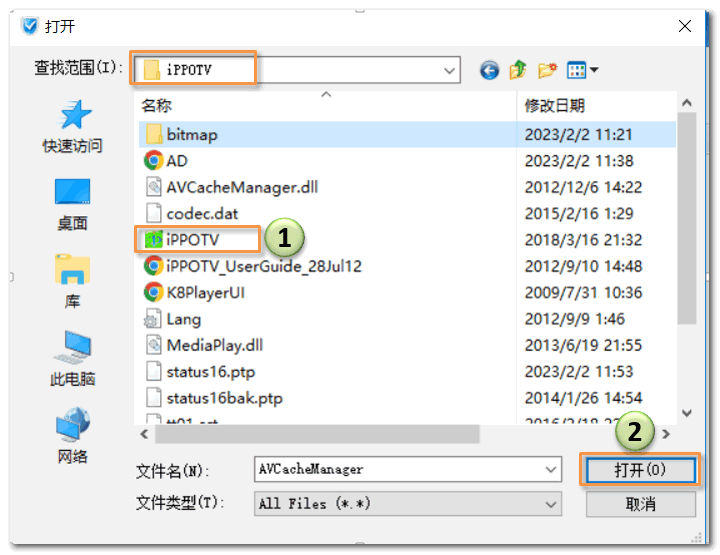 打开
查找范围(I): iPPOTV
名称 修改日期
bitmap 2023/2/2 11:21
AD 2023/2/2 11:38
AVCacheManager.dll 2012/12/6 14:22
codec.dat 2015/2/16 1:29
iPPOTV 1 2018/3/16 21:32
iPPOTV_UserGuide_28Jul12 2012/9/10 14:48
K8PlayerUI 2009/7/31 10:36
Lang 2012/9/9 1:46
MediaPlay.dll 2013/6/19 21:55
status16.ptp 2023/2/2 11:53
status16bak.ptp 2014/1/26 14:54
快速访问
桌面
库
此电脑
网络
2
文件名(N): AVCacheManager 打开(O)
文件类型(T): All Files (*.*) 取消